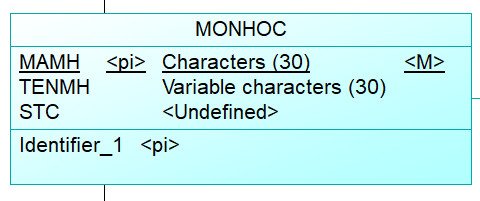 MONHOC
MAMH <pi> Characters (30) <M>
TENMH Variable characters (30)
STC <Undefined>
Identifier_1 <pi>